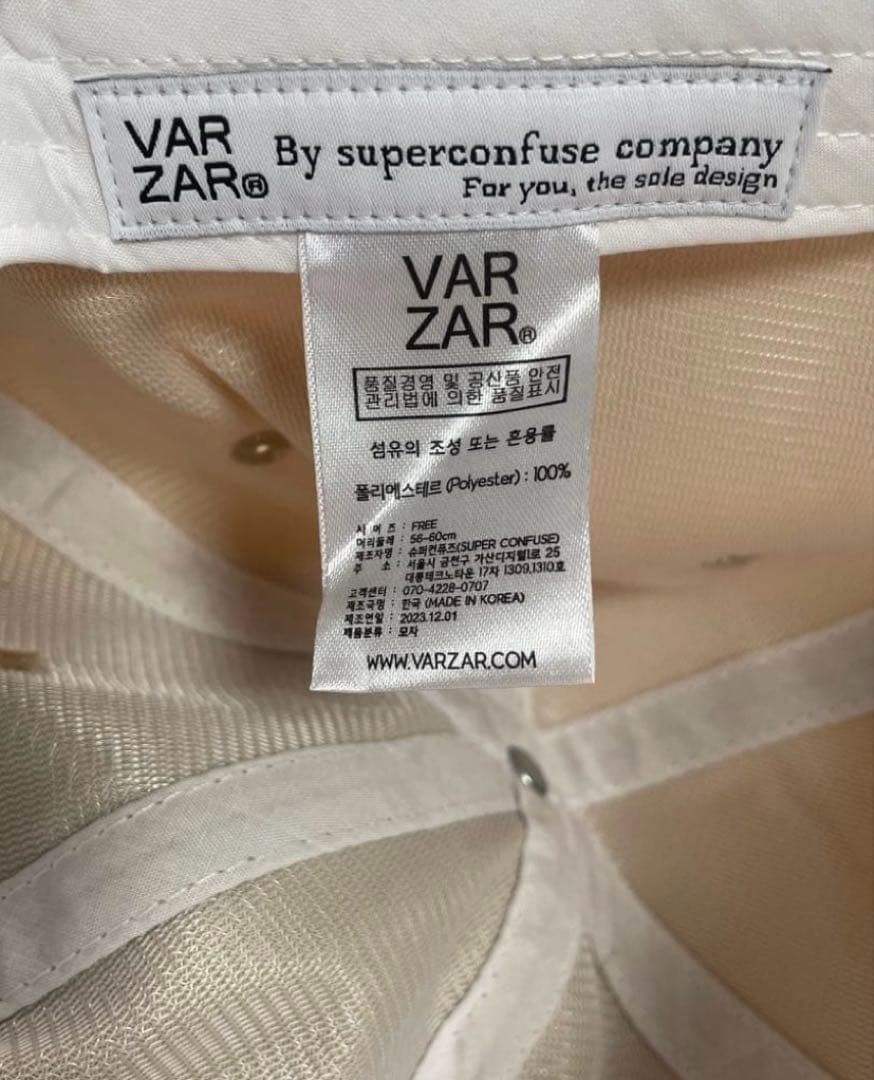 VAR
ZAR®
By superconfuse company
For you, the sole design
VAR
ZAR®
품질경영 및 공산품 안전
관리법에 의한 품질표시
섬유의 조성 또는 혼용률
폴리에스테르 (Polyester) : 100%
사 이 즈 : FREE
머리둘레 : 56-60cm
제조자명 : 슈퍼컨퓨즈(SUPER CONFUSE)
주 소 : 서울시 금천구 가산디지털1로 25
대륭테크노타운 17차 1309,1310호
고객센터 : 070-4228-0707
제조국명 : 한국 (MADE IN KOREA)
제조연월 : 2023.12.01
제품분류 : 모자
WWW.VARZAR.COM